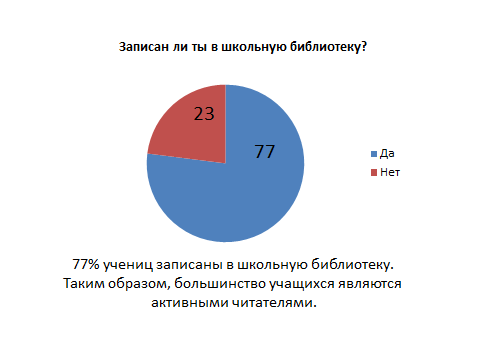 Записан ли ты в школьную библиотеку?
23
77
Да
Нет
77% учениц записаны в школьную библиотеку.
Таким образом, большинство учащихся являются
активными читателями.